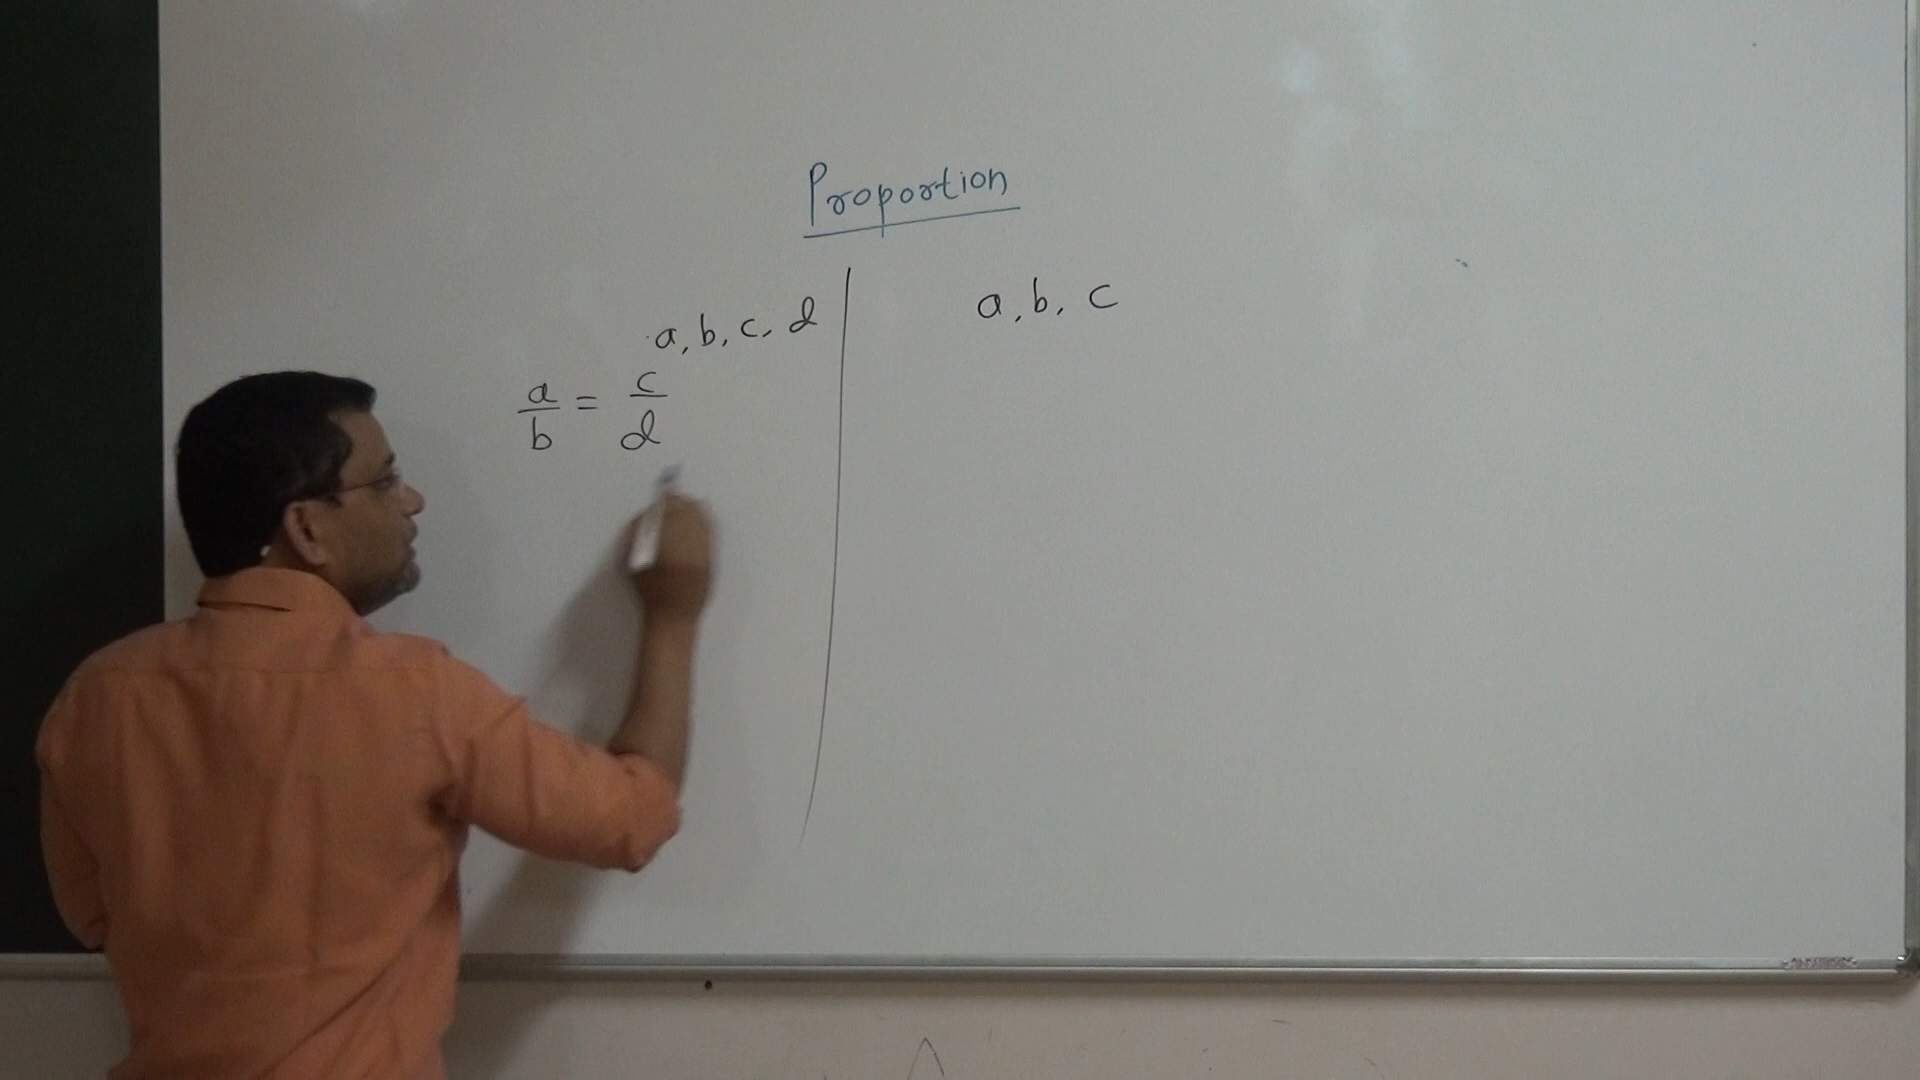 Proportion
a, b, c, d
a/b = c/d
a, b, c